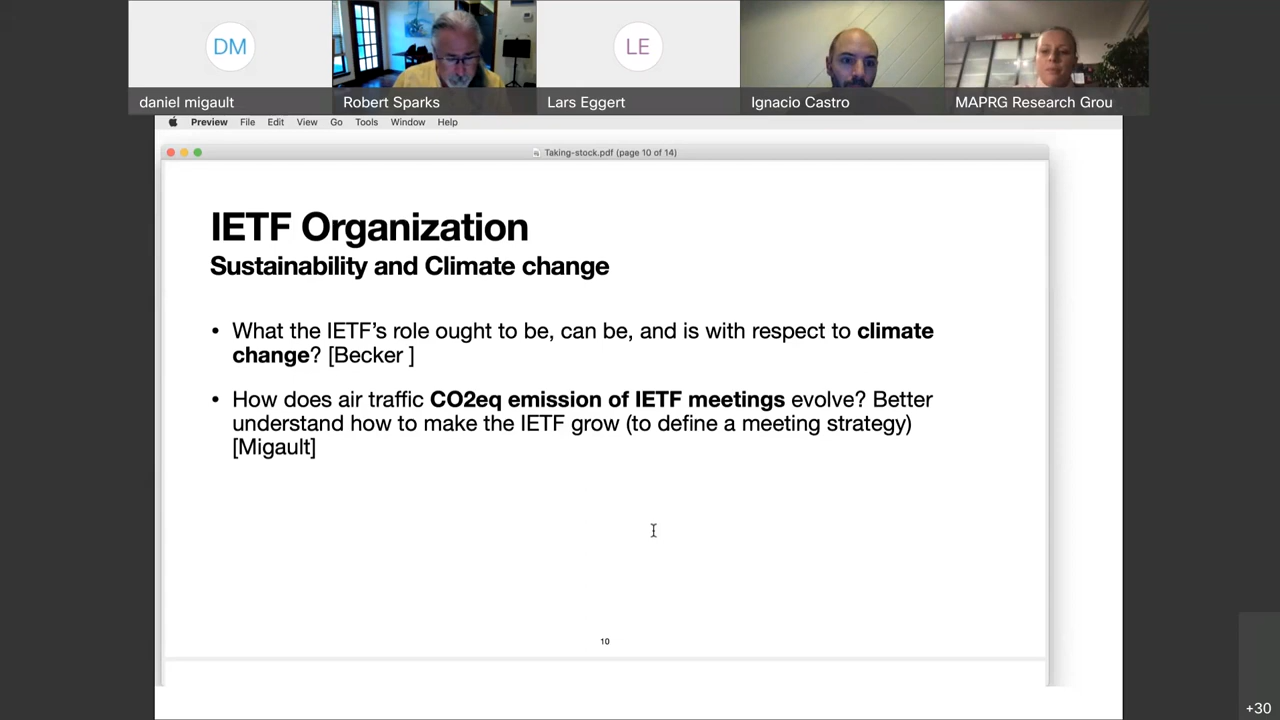 DM
LE
daniel migault
Robert Sparks
Lars Eggert
Ignacio Castro
MAPRG Research Grou
Preview File Edit View Go Tools Window Help
Taking-stock.pdf (page 10 of 14)
IETF Organization
Sustainability and Climate change
• What the IETF's role ought to be, can be, and is with respect to climate
change? [Becker ]
• How does air traffic CO2eq emission of IETF meetings evolve? Better
understand how to make the IETF grow (to define a meeting strategy)
[Migault]
10
+30